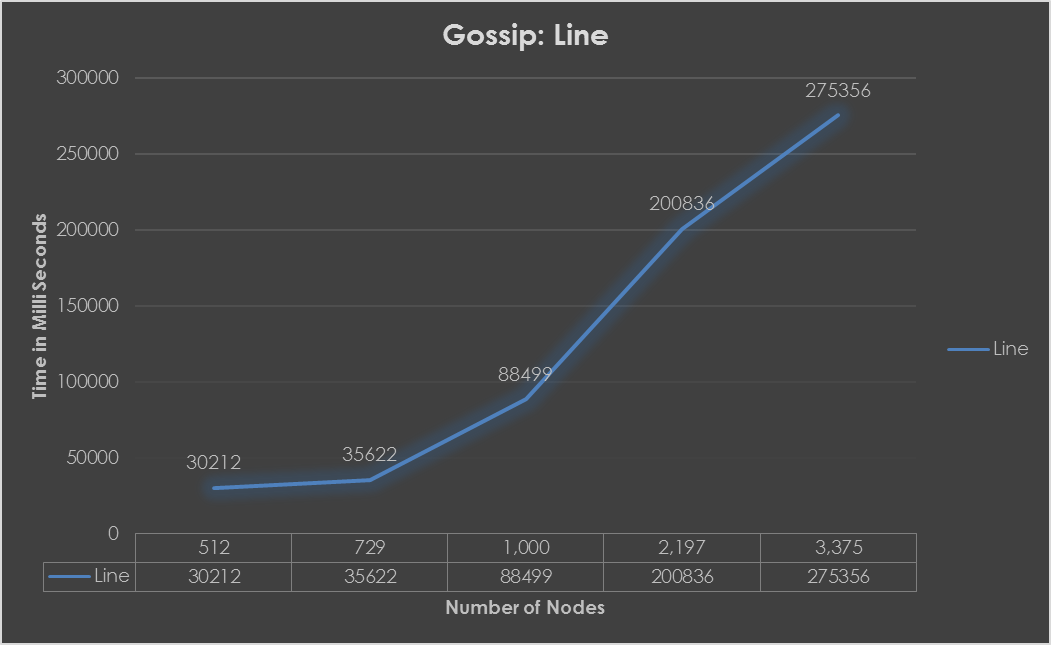 Gossip: Line
300000
250000
200000
150000
100000
50000
0
Time in Milli Seconds
30212
35622
88499
200836
275356
Line
512 729 1,000 2,197 3,375
Line 30212 35622 88499 200836 275356
Number of Nodes